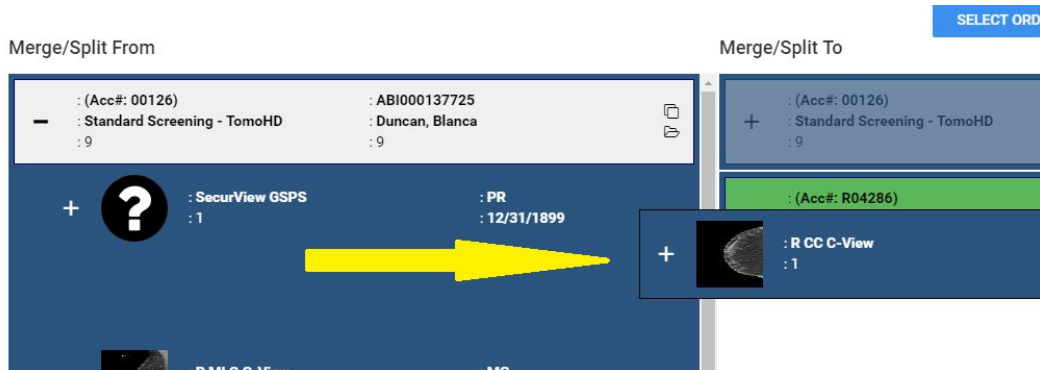 SELECT ORD
Merge/Split From
Merge/Split To
: (Acc#: 00126)
: ABI000137725
: Standard Screening - TomoHD
: Duncan, Blanca
: 9
: 9
: (Acc#: 00126)
: Standard Screening - TomoHD
: 9
: SecurView GSPS
: PR
: 1
: 12/31/1899
: (Acc#: R04286)
: R CC C-View
: 1